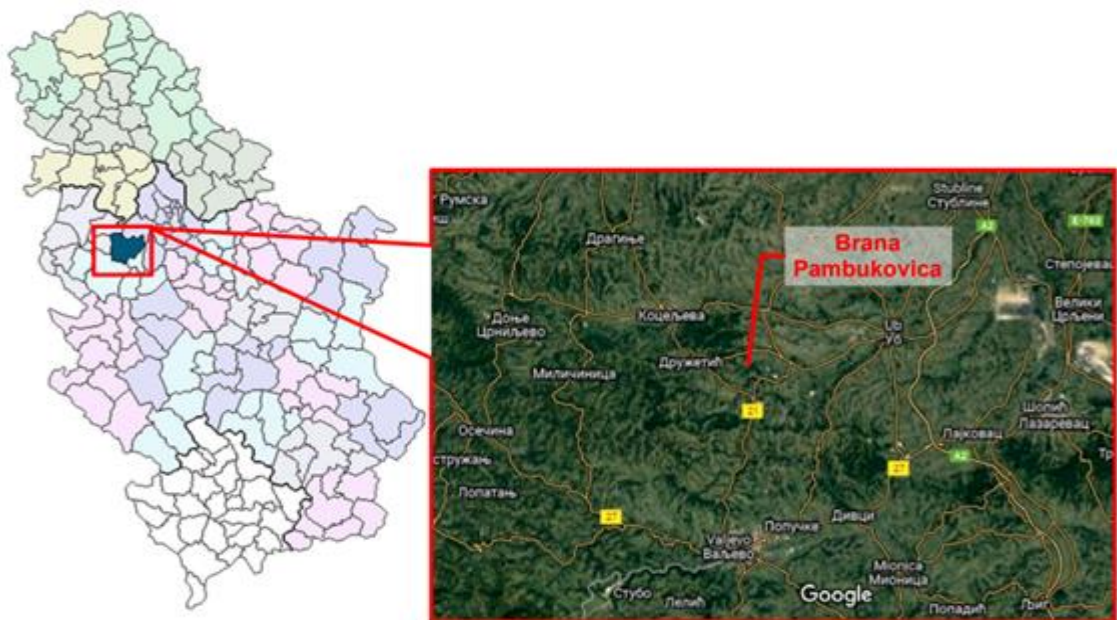 Румска
Stubline
Стублине
A2
E-763
Драгиње
Brana
Pambukovica
Степојевац
Велики
Црљени
Доње
Црниљево
Коцељева
Ub
Уб
Дружетић
Миличиница
21
Шопић
Лазаревац
Осечина
Лајковац
стружањ
A2
27
Лопатањ
27
Дивци
Попучке
Valjevo
Ваљево
Mionica
Мионица
Google
Стубо
Лелић
Попадић
Љиг